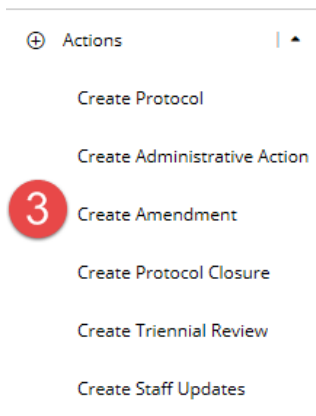 Actions
Create Protocol
Create Administrative Action
3 Create Amendment
Create Protocol Closure
Create Triennial Review
Create Staff Updates